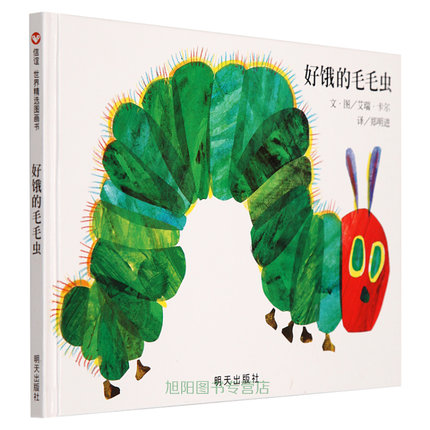 信谊 世界精选图画书
好饿的毛毛虫
明天出版社
好饿的毛毛虫
文·图／艾瑞·卡尔
译／郑明进
明天出版社
旭阳图书专营店